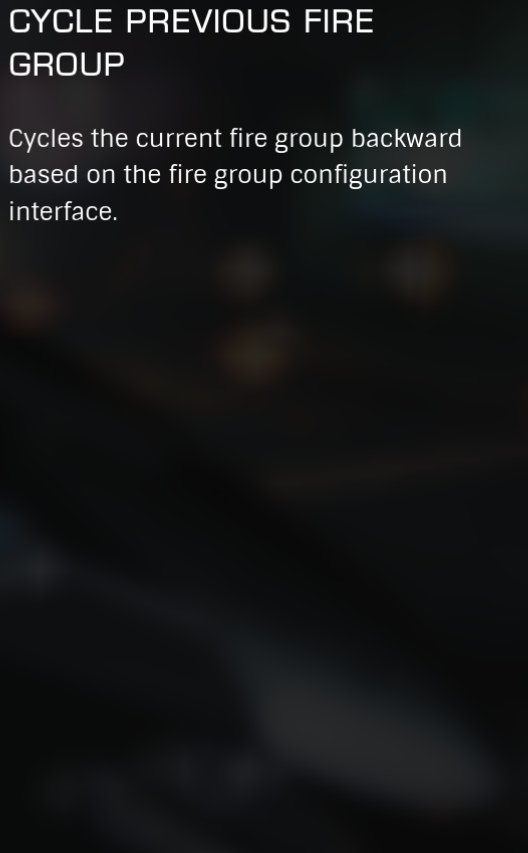 CYCLE PREVIOUS FIRE
GROUP
Cycles the current fire group backward
based on the fire group configuration
interface.